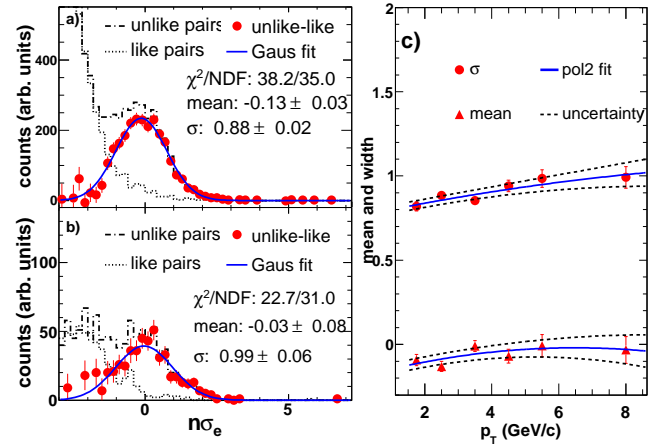 a)
unlike pairs
unlike-like
like pairs
Gaus fit
χ²/NDF: 38.2/35.0
mean: -0.13 ± 0.03
σ: 0.88 ± 0.02
counts (arb. units)
400
200
0
b)
unlike pairs
unlike-like
like pairs
Gaus fit
χ²/NDF: 22.7/31.0
mean: -0.03 ± 0.08
σ: 0.99 ± 0.06
counts (arb. units)
100
50
0
0
5
nσe
c)
σ
pol2 fit
mean
uncertainty
mean and width
2
1.5
1
0.5
0
2
4
6
8
pT (GeV/c)